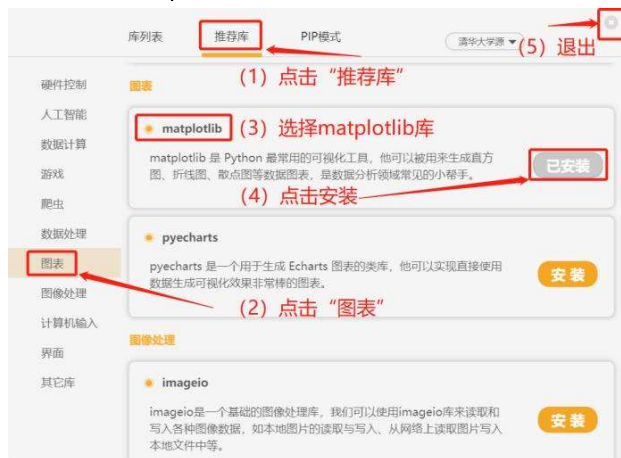 库列表 推荐库 PIP模式 清华大学源
（5）退出
（1）点击“推荐库”
硬件控制
人工智能
数据计算
游戏
爬虫
数据处理
图表
图像处理
计算机输入
界面
其它库
图表
matplotlib （3）选择matplotlib库
matplotlib 是 Python 最常用的可视化工具，他可以被用来生成直方
图、折线图、散点图等数据图表，是数据分析领域常见的小帮手。
已安装
（4）点击安装
pyecharts
pyecharts 是一个用于生成 Echarts 图表的类库，他可以实现直接使用
数据生成可视化效果非常棒的图表。
安装
（2）点击“图表”
图像处理
imageio
imageio是一个基础的图像处理库，我们可以使用imageio库来读取和
写入各种图像数据，如本地图片的读取与写入、从网络上读取图片写入
本地文件中等。
安装